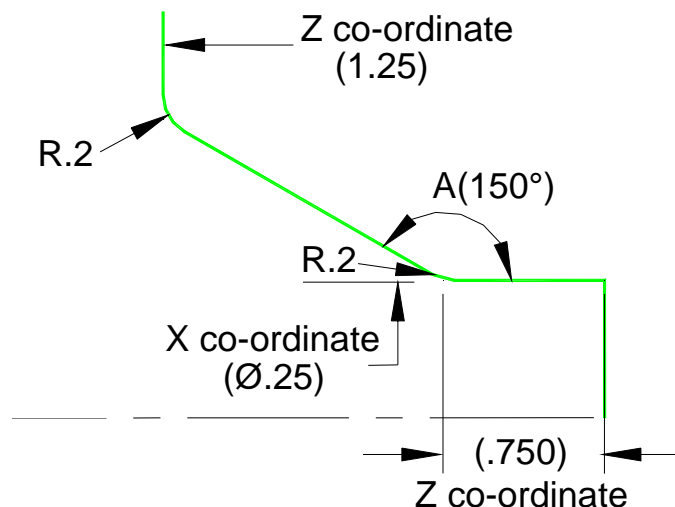 Z co-ordinate
(1.25)
R.2
A(150°)
R.2
X co-ordinate
(Ø.25)
(.750)
Z co-ordinate